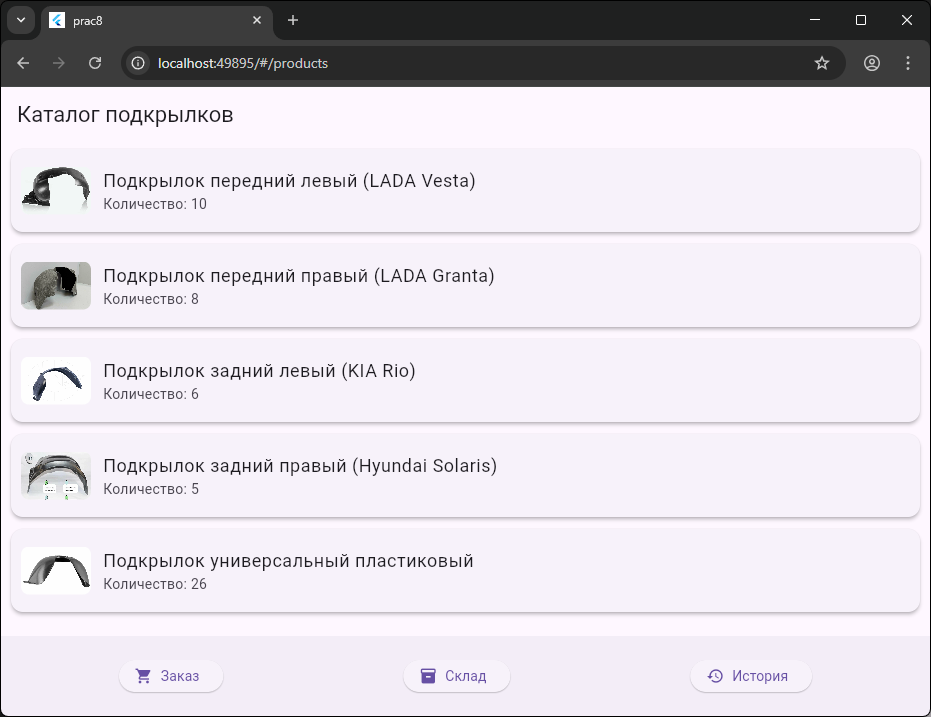 prac8
localhost:49895/#/products
Каталог подкрылков
Подкрылок передний левый (LADA Vesta)
Количество: 10
Подкрылок передний правый (LADA Granta)
Количество: 8
Подкрылок задний левый (KIA Rio)
Количество: 6
Подкрылок задний правый (Hyundai Solaris)
Количество: 5
Подкрылок универсальный пластиковый
Количество: 26
Заказ
Склад
История